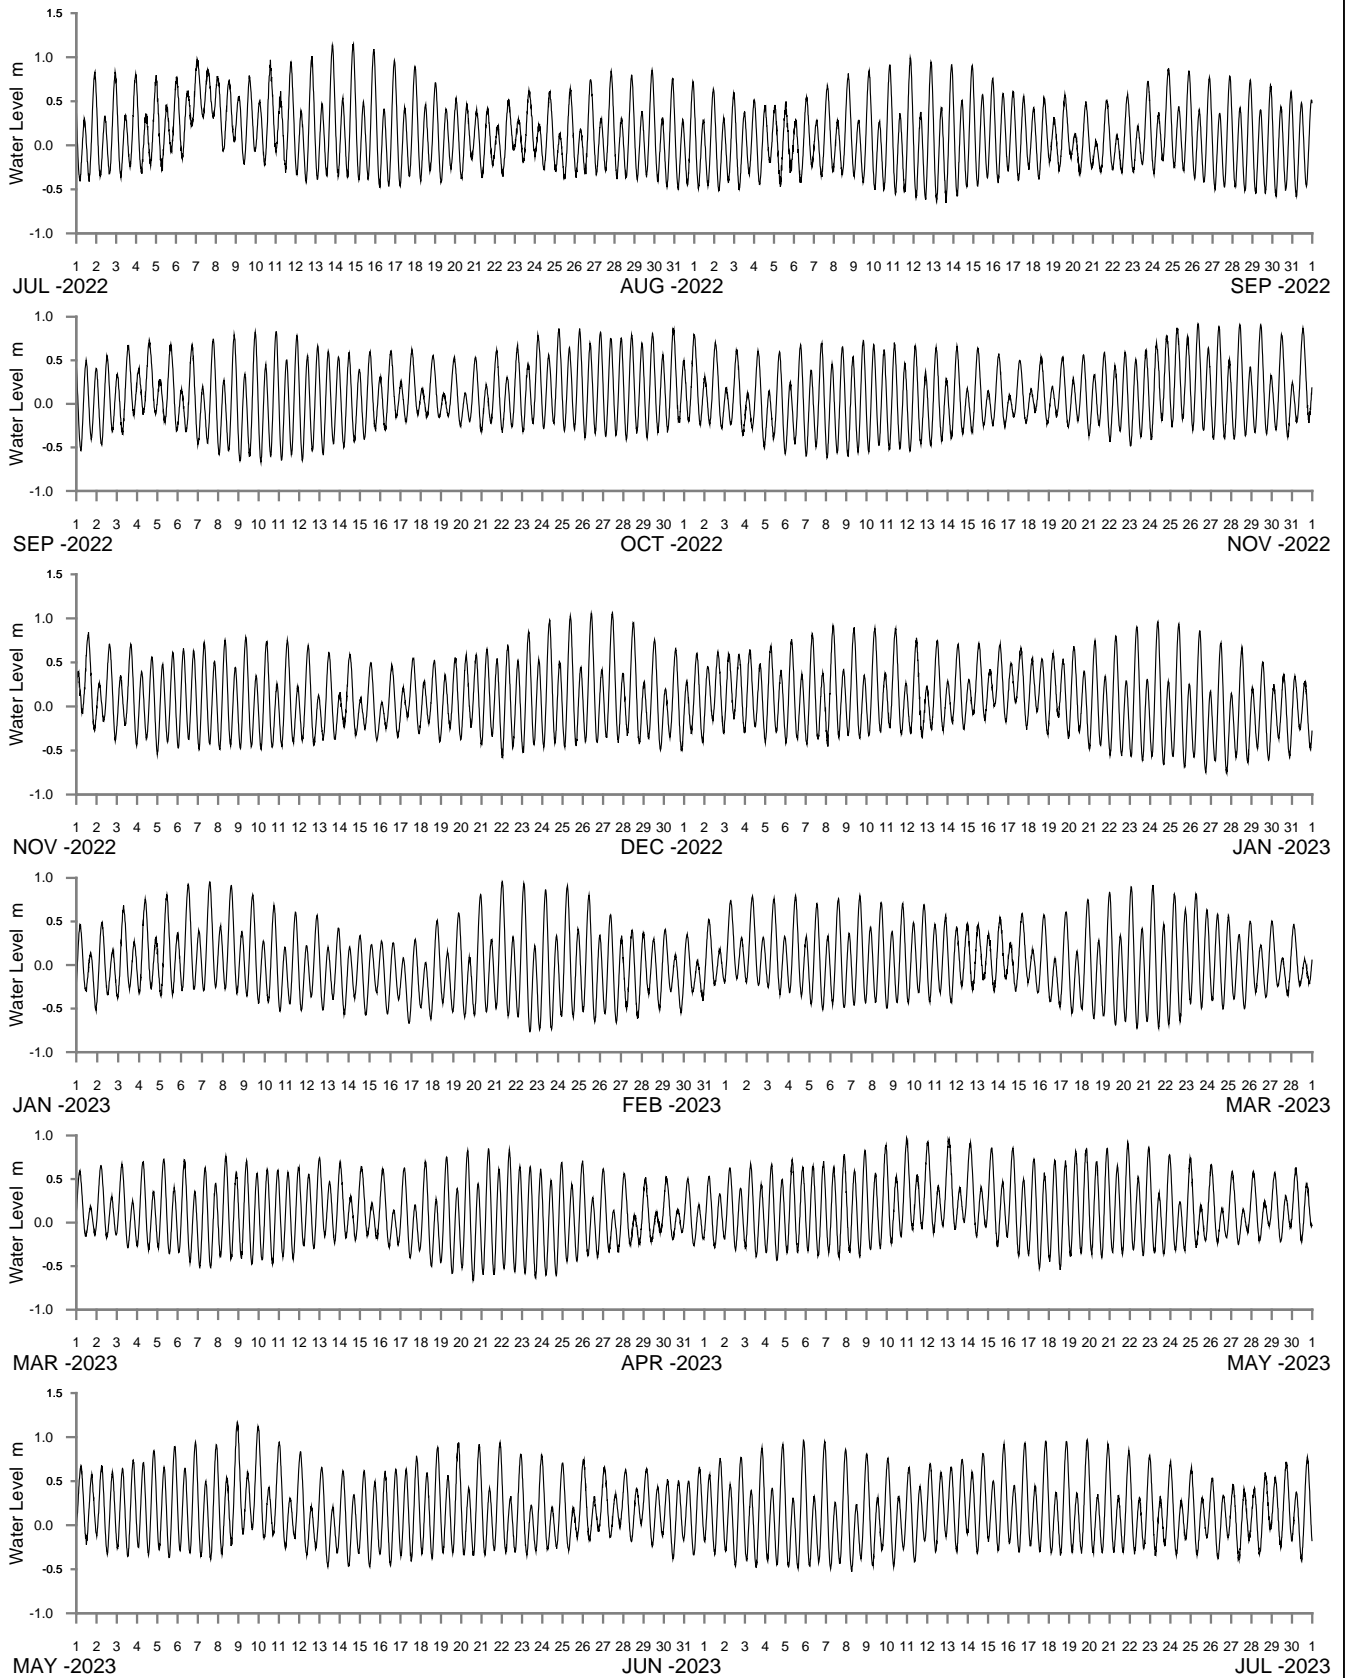 1.5
1.0
0.5
0.0
-0.5
-1.0
Water Level m
1 2 3 4 5 6 7 8 9 10 11 12 13 14 15 16 17 18 19 20 21 22 23 24 25 26 27 28 29 30 31 1 2 3 4 5 6 7 8 9 10 11 12 13 14 15 16 17 18 19 20 21 22 23 24 25 26 27 28 29 30 31 1
JUL -2022 AUG -2022 SEP -2022
1.0
0.5
0.0
-0.5
-1.0
Water Level m
1 2 3 4 5 6 7 8 9 10 11 12 13 14 15 16 17 18 19 20 21 22 23 24 25 26 27 28 29 30 1 2 3 4 5 6 7 8 9 10 11 12 13 14 15 16 17 18 19 20 21 22 23 24 25 26 27 28 29 30 31 1
SEP -2022 OCT -2022 NOV -2022
1.5
1.0
0.5
0.0
-0.5
-1.0
Water Level m
1 2 3 4 5 6 7 8 9 10 11 12 13 14 15 16 17 18 19 20 21 22 23 24 25 26 27 28 29 30 1 2 3 4 5 6 7 8 9 10 11 12 13 14 15 16 17 18 19 20 21 22 23 24 25 26 27 28 29 30 31 1
NOV -2022 DEC -2022 JAN -2023
1.0
0.5
0.0
-0.5
-1.0
Water Level m
1 2 3 4 5 6 7 8 9 10 11 12 13 14 15 16 17 18 19 20 21 22 23 24 25 26 27 28 29 30 31 1 2 3 4 5 6 7 8 9 10 11 12 13 14 15 16 17 18 19 20 21 22 23 24 25 26 27 28 1
JAN -2023 FEB -2023 MAR -2023
1.0
0.5
0.0
-0.5
-1.0
Water Level m
1 2 3 4 5 6 7 8 9 10 11 12 13 14 15 16 17 18 19 20 21 22 23 24 25 26 27 28 29 30 31 1 2 3 4 5 6 7 8 9 10 11 12 13 14 15 16 17 18 19 20 21 22 23 24 25 26 27 28 29 30 1
MAR -2023 APR -2023 MAY -2023
1.5
1.0
0.5
0.0
-0.5
-1.0
Water Level m
1 2 3 4 5 6 7 8 9 10 11 12 13 14 15 16 17 18 19 20 21 22 23 24 25 26 27 28 29 30 31 1 2 3 4 5 6 7 8 9 10 11 12 13 14 15 16 17 18 19 20 21 22 23 24 25 26 27 28 29 30 1
MAY -2023 JUN -2023 JUL -2023